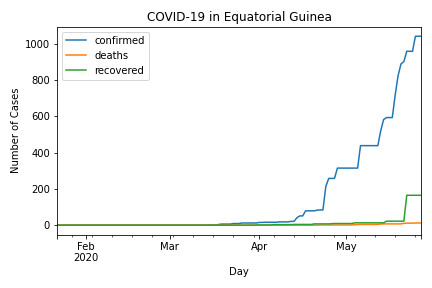 COVID-19 in Equatorial Guinea
confirmed
deaths
recovered
Number of Cases
1000
800
600
400
200
0
Feb
2020
Mar
Apr
May
Day